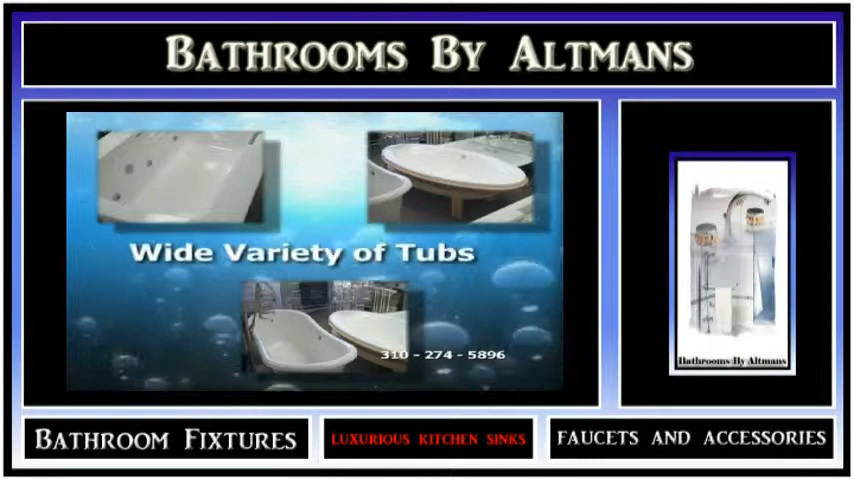 BATHROOMS BY ALTMANS
Wide Variety of Tubs
310 - 274 - 5896
Bathrooms By Altmans
BATHROOM FIXTURES
LUXURIOUS KITCHEN SINKS
FAUCETS AND ACCESSORIES